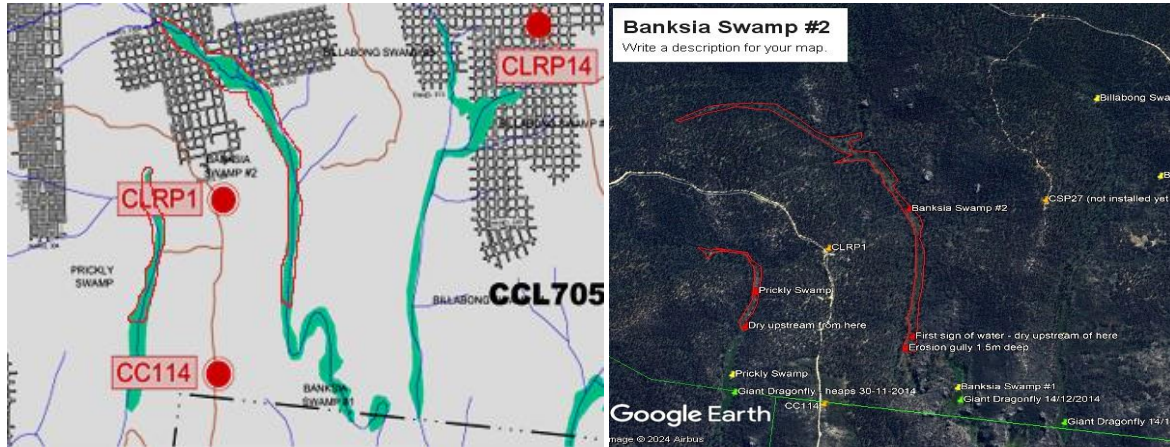 BILLABONG SWAMP
CLRP14
BANKSIA
SWAMP #2
CLRP1
PRICKLY
SWAMP
CCL705
BILLABONG SWAMP
CC114
BANKSIA
SWAMP #1
Banksia Swamp #2
Write a description for your map.
Billabong Swa
B
CSP27 (not installed yet
Banksia Swamp #2
CLRP1
Prickly Swamp
Dry upstream from here
First sign of water - dry upstream of here
Erosion gully 1.5m deep
Prickly Swamp
Giant Dragonfly heaps 30-11-2014
Banksia Swamp #1
Giant Dragonfly 14/12/2014
CC114
Google Earth
Giant Dragonfly 14/
mage © 2024 Airbus